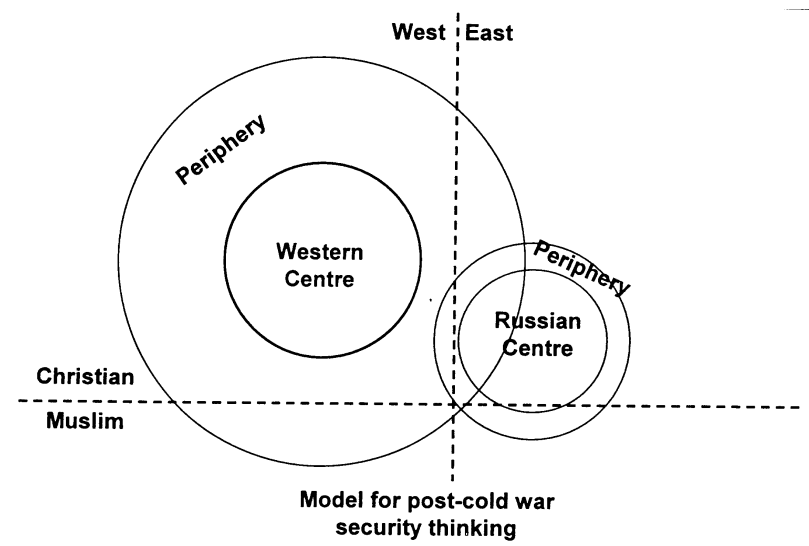 West East
Periphery
Western
Centre
Periphery
Russian
Centre
Christian
Muslim
Model for post-cold war
security thinking